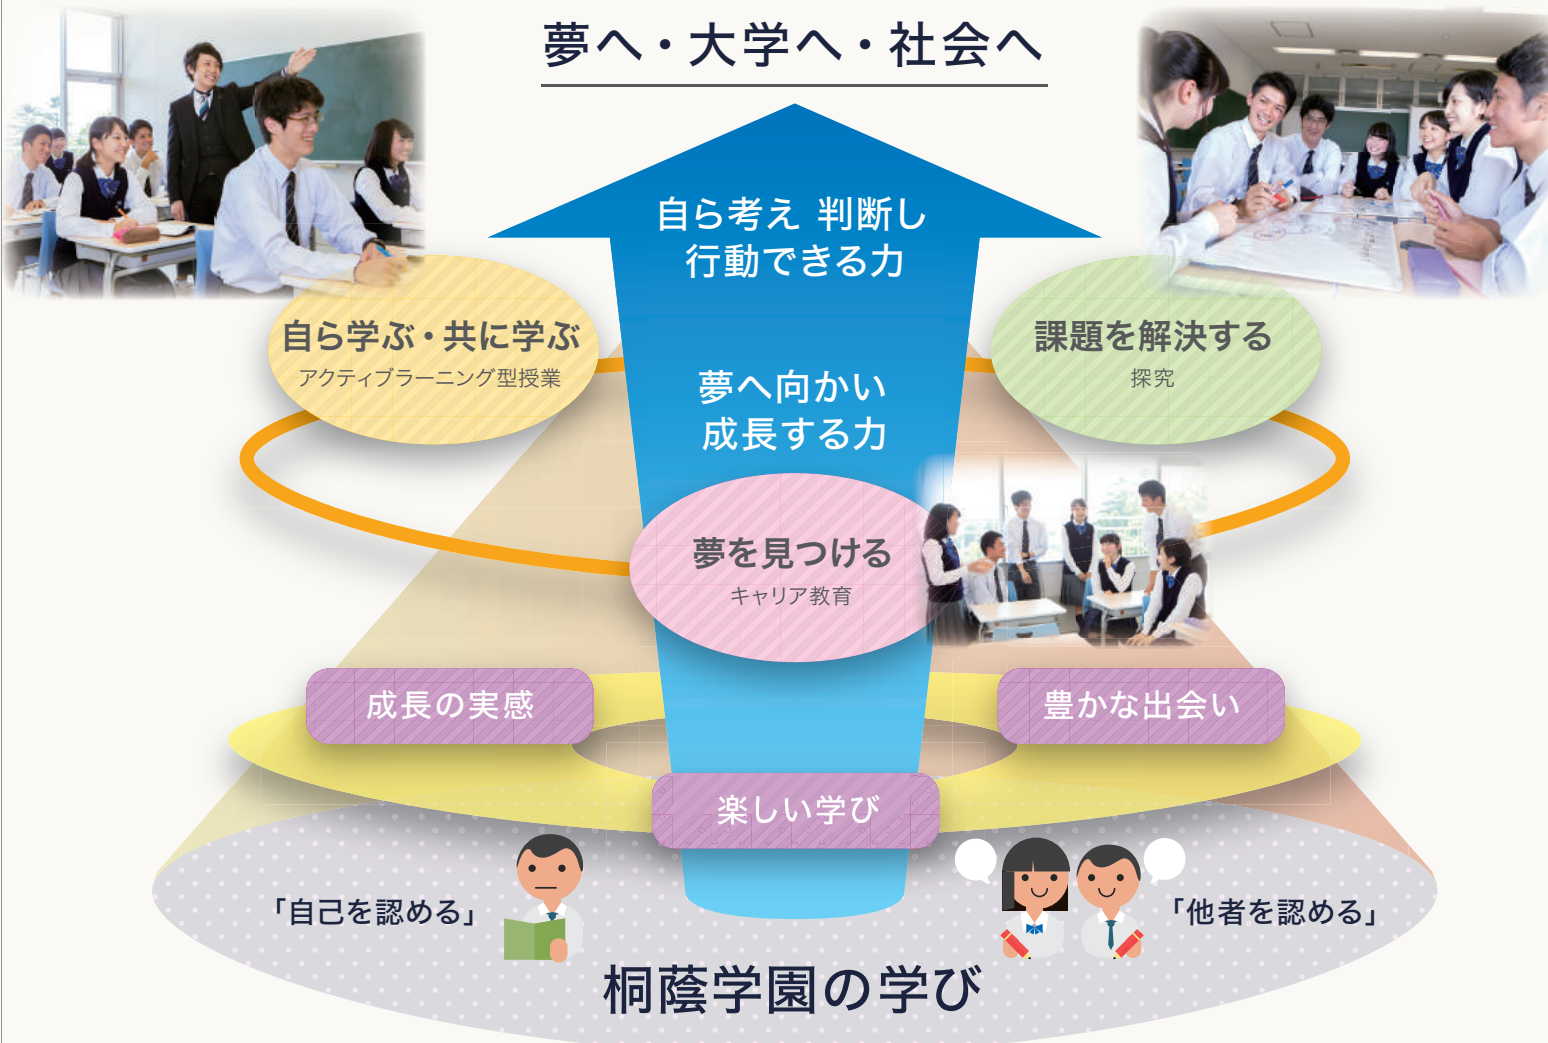 夢へ・大学へ・社会へ
自ら考え 判断し
行動できる力
自ら学ぶ・共に学ぶ
アクティブラーニング型授業
課題を解決する
探究
夢へ向かい
成長する力
夢を見つける
キャリア教育
成長の実感
豊かな出会い
楽しい学び
「自己を認める」
「他者を認める」
桐蔭学園の学び